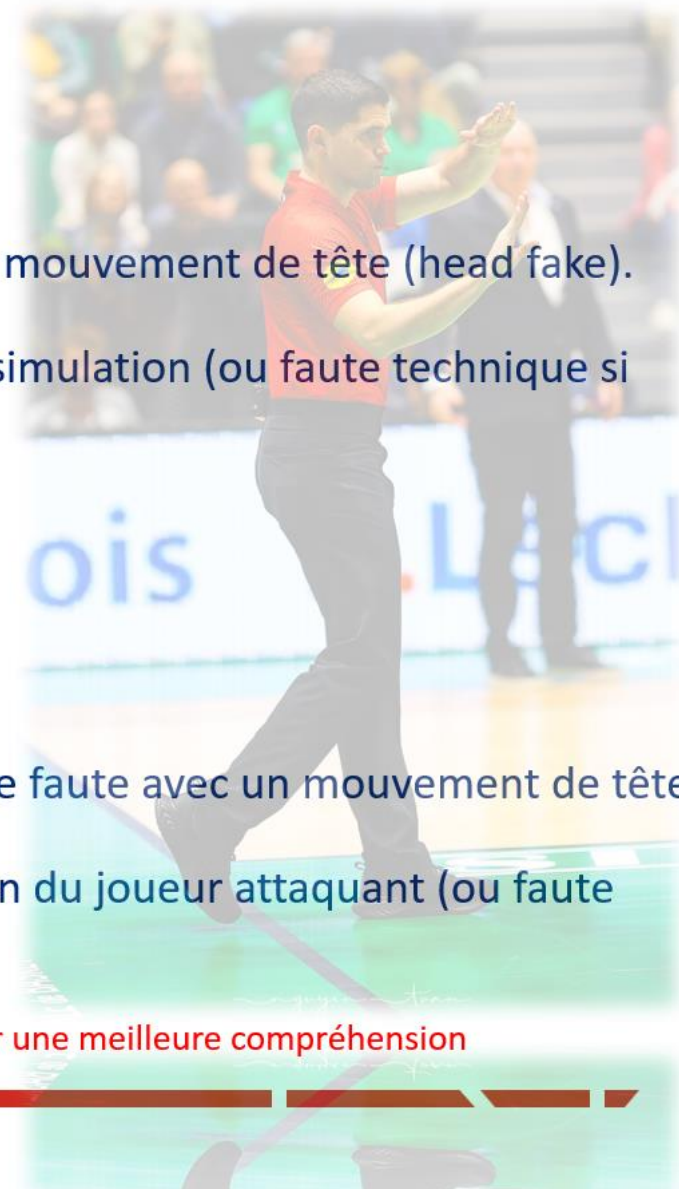 mouvement de tête (head fake).
simulation (ou faute technique si
ois .Lec
e faute avec un mouvement de tête
n du joueur attaquant (ou faute
r une meilleure compréhension